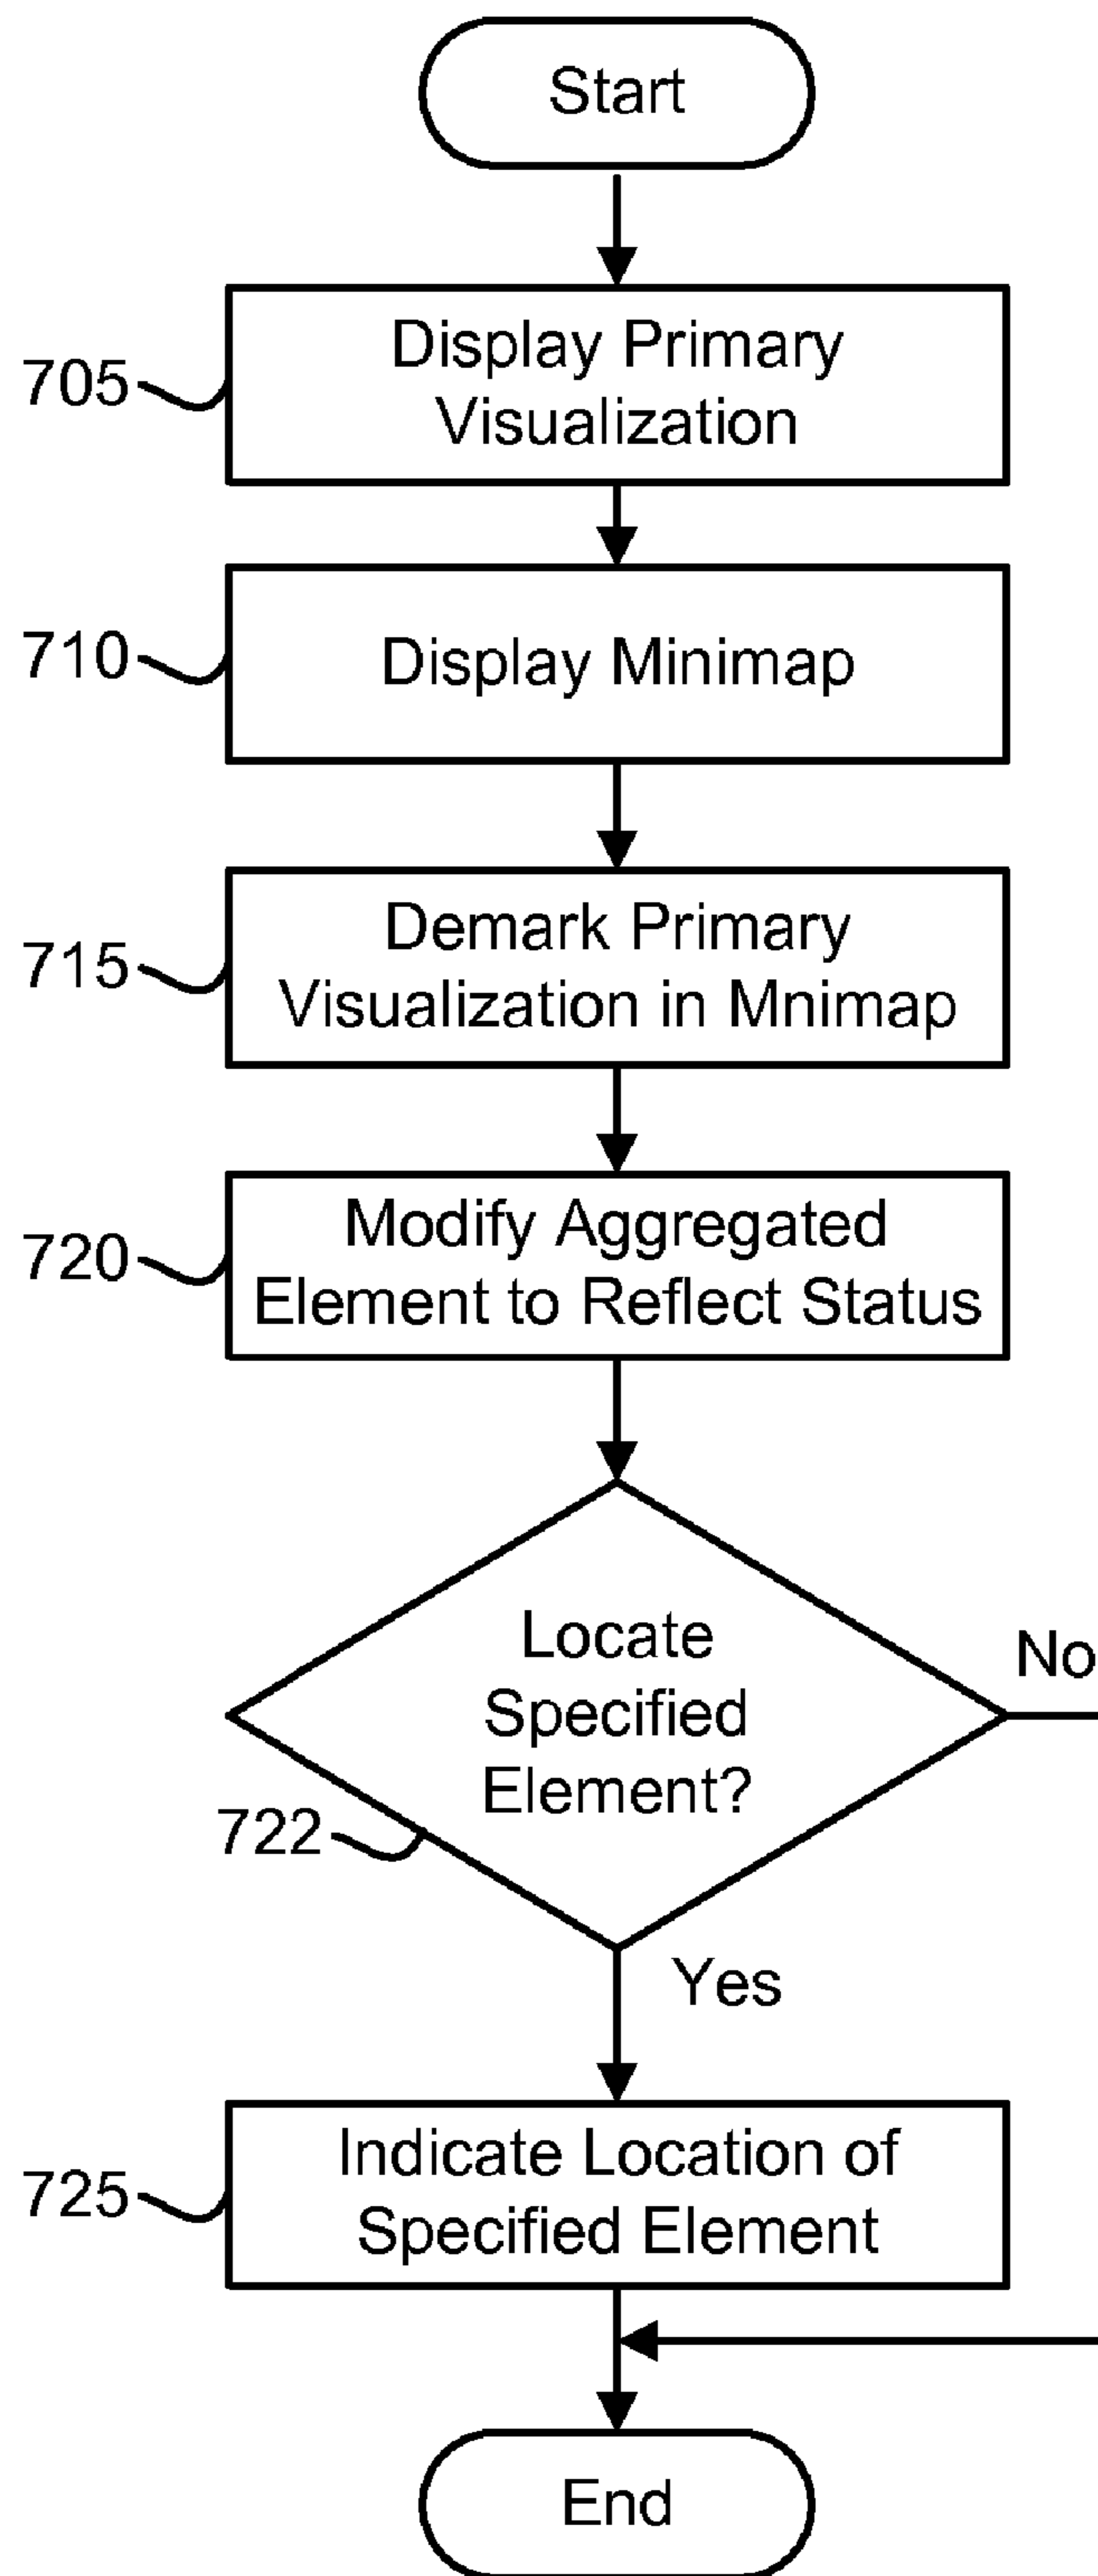 Start
705
Display Primary
Visualization
710
Display Minimap
715
Demark Primary
Visualization in Mnimap
720
Modify Aggregated
Element to Reflect Status
Locate
Specified
Element?
No
722
Yes
725
Indicate Location of
Specified Element
End